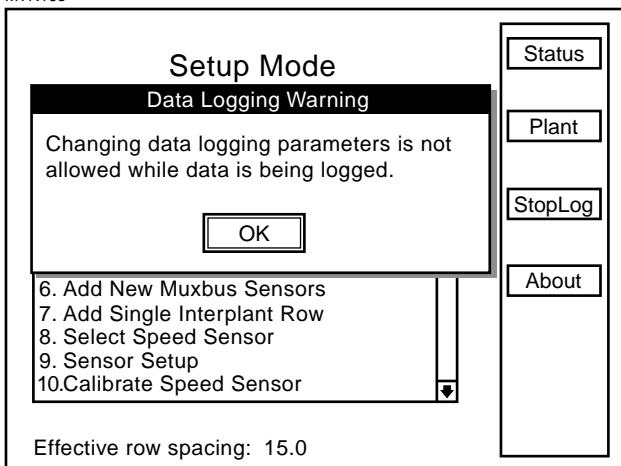 Setup Mode
Data Logging Warning
Changing data logging parameters is not
allowed while data is being logged.
OK
6. Add New Muxbus Sensors
7. Add Single Interplant Row
8. Select Speed Sensor
9. Sensor Setup
10.Calibrate Speed Sensor
Effective row spacing: 15.0
Status
Plant
StopLog
About